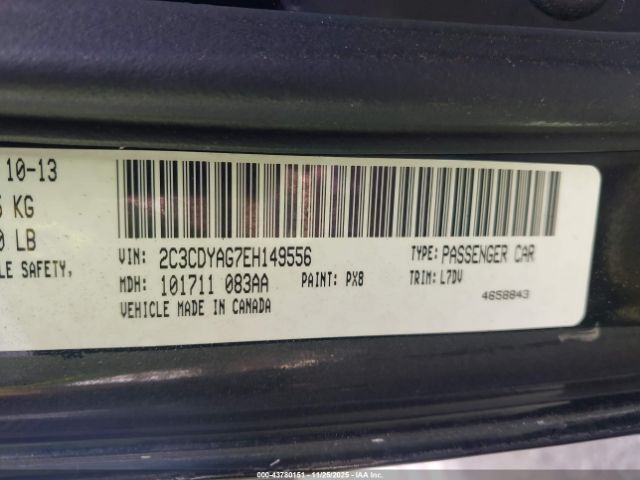 10-13
KG
LB
LE SAFETY,
VIN: 2C3CDYAG7EH149556 TYPE: PASSENGER CAR
MDH: 101711 083AA PAINT: PX8 TRIM: L7DV
VEHICLE MADE IN CANADA 4658843
000-43780151 11/25/2025 IAA Inc.